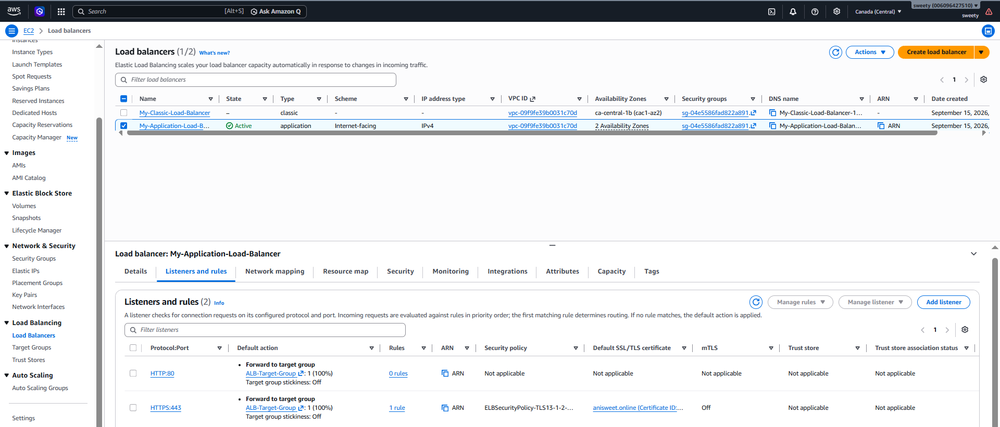 aws
Search [Alt+S] Ask Amazon Q
Canada (Central)
sweety (006096427510)
sweety
EC2 > Load balancers
Instances
Instance Types
Launch Templates
Spot Requests
Savings Plans
Reserved Instances
Dedicated Hosts
Capacity Reservations
Capacity Manager New
Images
AMIs
AMI Catalog
Elastic Block Store
Volumes
Snapshots
Lifecycle Manager
Network & Security
Security Groups
Elastic IPs
Placement Groups
Key Pairs
Network Interfaces
Load Balancing
Load Balancers
Target Groups
Trust Stores
Auto Scaling
Auto Scaling Groups
Settings
Load balancers (1/2) What's new?
Actions
Create load balancer
Elastic Load Balancing scales your load balancer capacity automatically in response to changes in incoming traffic.
Filter load balancers
1
Name State Type Scheme IP address type VPC ID Availability Zones Security groups DNS name ARN Date created
My-Classic-Load-Balancer – classic - - vpc-09f9fe39b0031c70d ca-central-1b (cac1-az2) sg-04e5586fad822a891 My-Classic-Load-Balancer-1... - September 15, 2026,
My-Application-Load-B... Active application Internet-facing IPv4 vpc-09f9fe39b0031c70d 2 Availability Zones sg-04e5586fad822a891 My-Application-Load-Balan... ARN September 15, 2026,
Load balancer: My-Application-Load-Balancer
Details Listeners and rules Network mapping Resource map Security Monitoring Integrations Attributes Capacity Tags
Listeners and rules (2) Info
Manage rules
Manage listener
Add listener
A listener checks for connection requests on its configured protocol and port. Incoming requests are evaluated against rules in priority order; the first matching rule determines routing. If no rule matches, the default action is applied.
Filter listeners
1
Protocol:Port Default action Rules ARN Security policy Default SSL/TLS certificate mTLS Trust store Trust store association status
• Forward to target group
HTTP:80 ALB-Target-Group : 1 (100%) 0 rules ARN Not applicable Not applicable Not applicable Not applicable Not applicable
Target group stickiness: Off
• Forward to target group
HTTPS:443 ALB-Target-Group : 1 (100%) 1 rule ARN ELBSecurityPolicy-TLS13-1-2-... anisweet.online (Certificate ID:... Off Not applicable Not applicable
Target group stickiness: Off